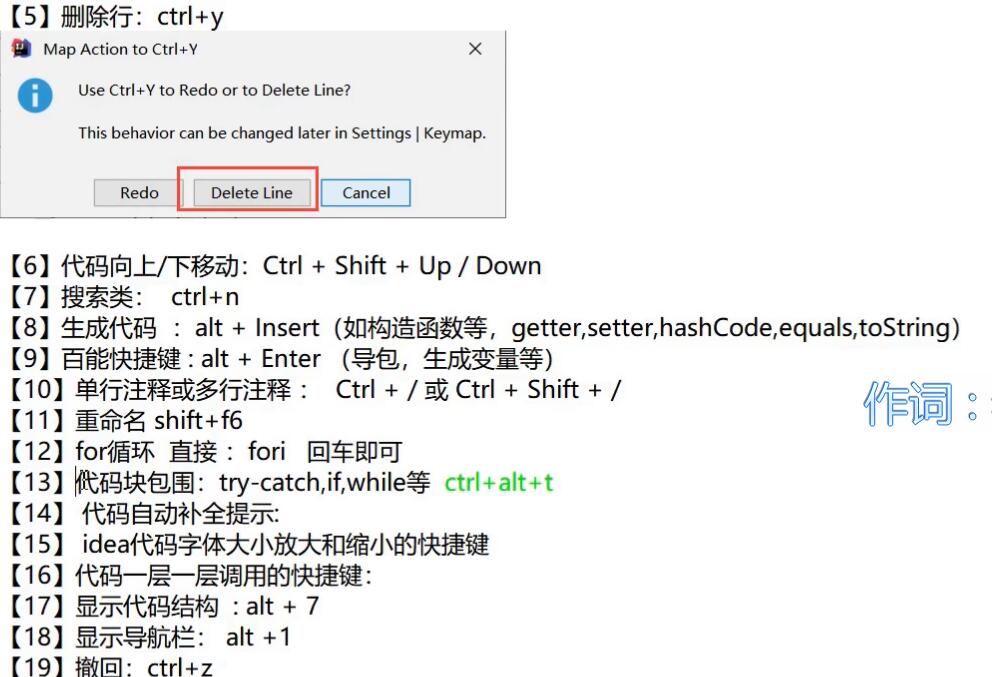 【5】删除行：ctrl+y
Map Action to Ctrl+Y
Use Ctrl+Y to Redo or to Delete Line?
This behavior can be changed later in Settings | Keymap.
Redo Delete Line Cancel
【6】代码向上/下移动：Ctrl + Shift + Up / Down
【7】搜索类： ctrl+n
【8】生成代码 ：alt + Insert（如构造函数等，getter,setter,hashCode,equals,toString）
【9】百能快捷键 : alt + Enter （导包，生成变量等）
【10】单行注释或多行注释 ： Ctrl + / 或 Ctrl + Shift + /
作词：
【11】重命名 shift+f6
【12】for循环 直接 ：fori 回车即可
【13】代码块包围：try-catch,if,while等 ctrl+alt+t
【14】 代码自动补全提示:
【15】 idea代码字体大小放大和缩小的快捷键
【16】代码一层一层调用的快捷键：
【17】显示代码结构 : alt + 7
【18】显示导航栏： alt +1
【19】撤回：ctrl+z